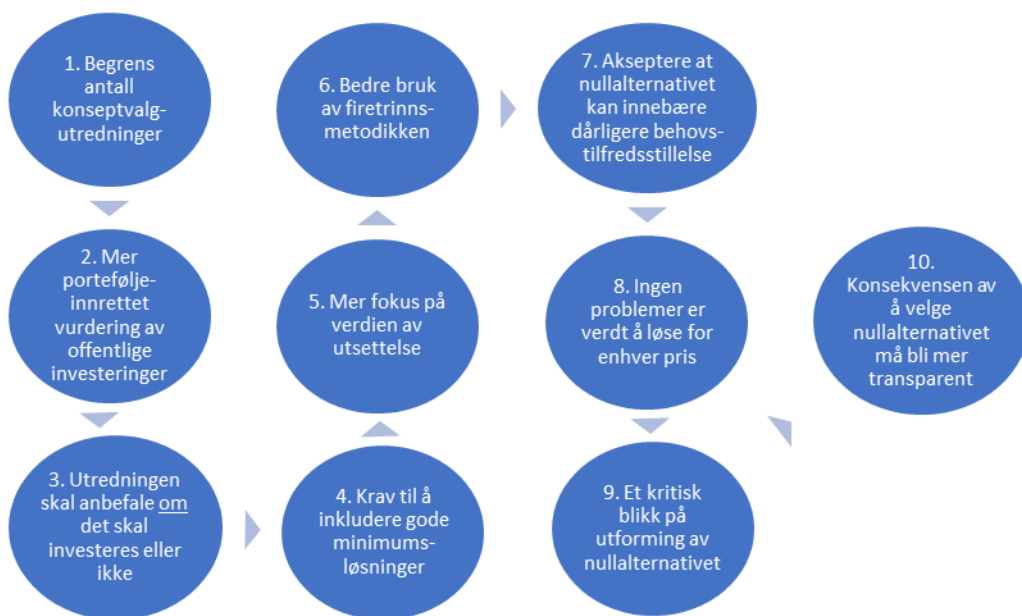 1. Begrens
antall
konseptvalg-
utredninger
2. Mer
portefølje-
innrettet
vurdering av
offentlige
investeringer
3. Utredningen
skal anbefale om
det skal
investeres eller
ikke
4. Krav til å
inkludere gode
minimums-
løsninger
5. Mer fokus på
verdien av
utsettelse
6. Bedre bruk
av firetrinns-
metodikken
7. Akseptere at
nullalternativet
kan innebære
dårligere behovs-
tilfredsstillelse
8. Ingen
problemer er
verdt å løse for
enhver pris
9. Et kritisk
blikk på
utforming av
nullalternativet
10.
Konsekvensen av
å velge
nullalternativet
må bli mer
transparent